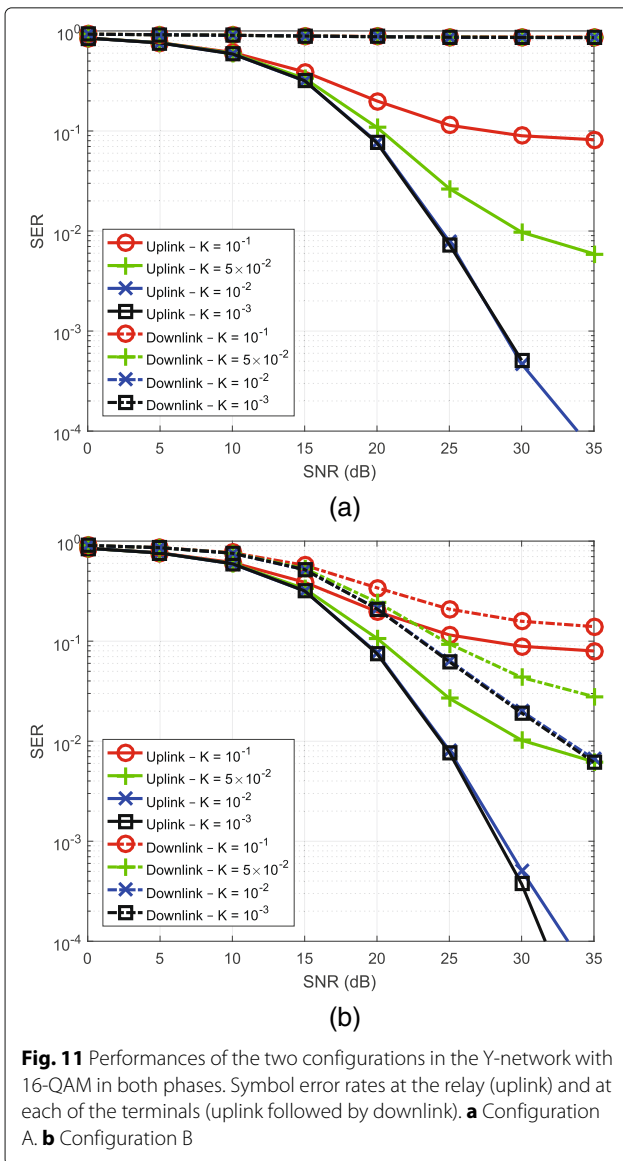 10^0
10^-1
10^-2
10^-3
10^-4
SER
Uplink – K = 10^-1
Uplink – K = 5×10^-2
Uplink – K = 10^-2
Uplink – K = 10^-3
Downlink – K = 10^-1
Downlink – K = 5×10^-2
Downlink – K = 10^-2
Downlink – K = 10^-3
0 5 10 15 20 25 30 35
SNR (dB)
(a)
10^0
10^-1
10^-2
10^-3
10^-4
SER
Uplink – K = 10^-1
Uplink – K = 5×10^-2
Uplink – K = 10^-2
Uplink – K = 10^-3
Downlink – K = 10^-1
Downlink – K = 5×10^-2
Downlink – K = 10^-2
Downlink – K = 10^-3
0 5 10 15 20 25 30 35
SNR (dB)
(b)
Fig. 11 Performances of the two configurations in the Y-network with
16-QAM in both phases. Symbol error rates at the relay (uplink) and at
each of the terminals (uplink followed by downlink). a Configuration
A. b Configuration B